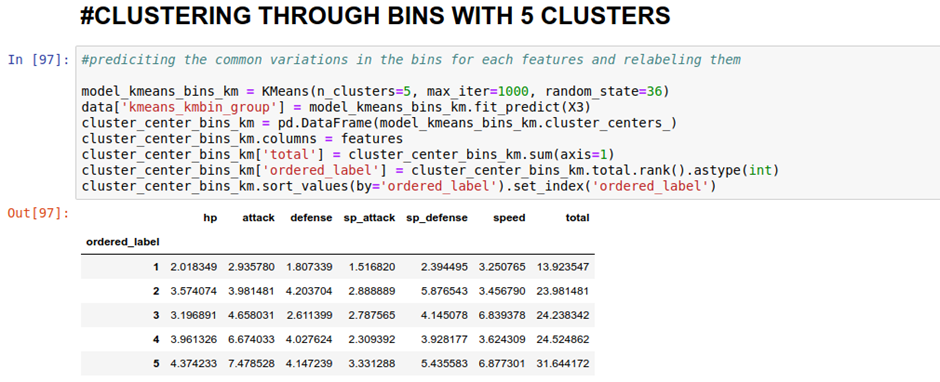 #CLUSTERING THROUGH BINS WITH 5 CLUSTERS
In [97]: #prediciting the common variations in the bins for each features and relabeling them
model_kmeans_bins_km = KMeans(n_clusters=5, max_iter=1000, random_state=36)
data['kmeans_kmbin_group'] = model_kmeans_bins_km.fit_predict(X3)
cluster_center_bins_km = pd.DataFrame(model_kmeans_bins_km.cluster_centers_)
cluster_center_bins_km.columns = features
cluster_center_bins_km['total'] = cluster_center_bins_km.sum(axis=1)
cluster_center_bins_km['ordered_label'] = cluster_center_bins_km.total.rank().astype(int)
cluster_center_bins_km.sort_values(by='ordered_label').set_index('ordered_label')
Out[97]:
hp attack defense sp_attack sp_defense speed total
ordered_label
1 2.018349 2.935780 1.807339 1.516820 2.394495 3.250765 13.923547
2 3.574074 3.981481 4.203704 2.888889 5.876543 3.456790 23.981481
3 3.196891 4.658031 2.611399 2.787565 4.145078 6.839378 24.238342
4 3.961326 6.674033 4.027624 2.309392 3.928177 3.624309 24.524862
5 4.374233 7.478528 4.147239 3.331288 5.435583 6.877301 31.644172